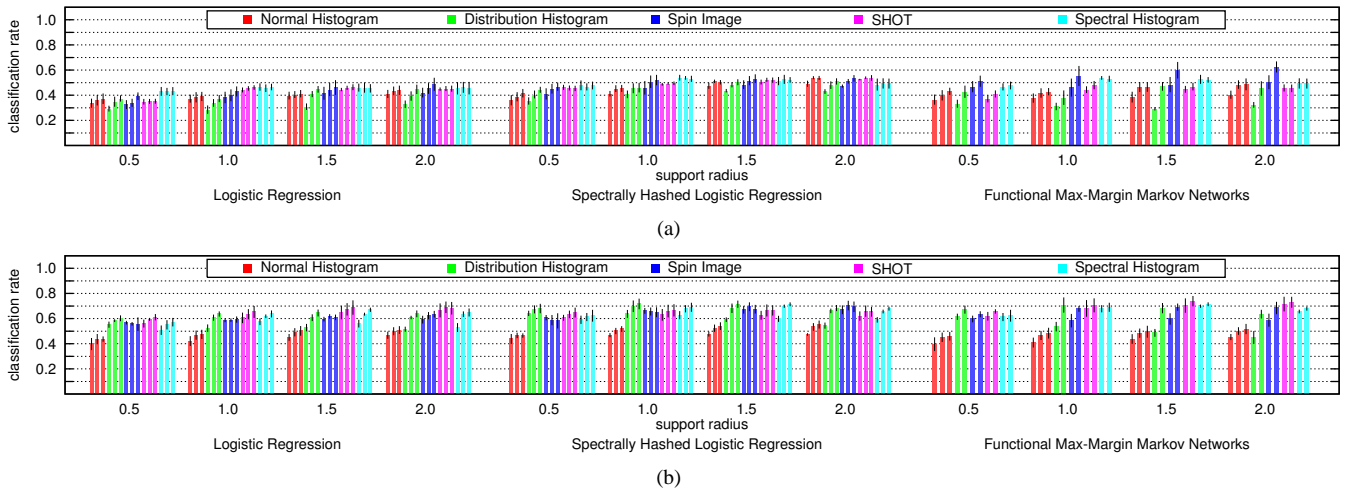 Normal Histogram Distribution Histogram Spin Image SHOT Spectral Histogram
classification rate
1.0
0.8
0.6
0.4
0.2
0.5 1.0 1.5 2.0 0.5 1.0 1.5 2.0 0.5 1.0 1.5 2.0
support radius
Logistic Regression Spectrally Hashed Logistic Regression Functional Max-Margin Markov Networks
(a)
Normal Histogram Distribution Histogram Spin Image SHOT Spectral Histogram
classification rate
1.0
0.8
0.6
0.4
0.2
0.5 1.0 1.5 2.0 0.5 1.0 1.5 2.0 0.5 1.0 1.5 2.0
support radius
Logistic Regression Spectrally Hashed Logistic Regression Functional Max-Margin Markov Networks
(b)